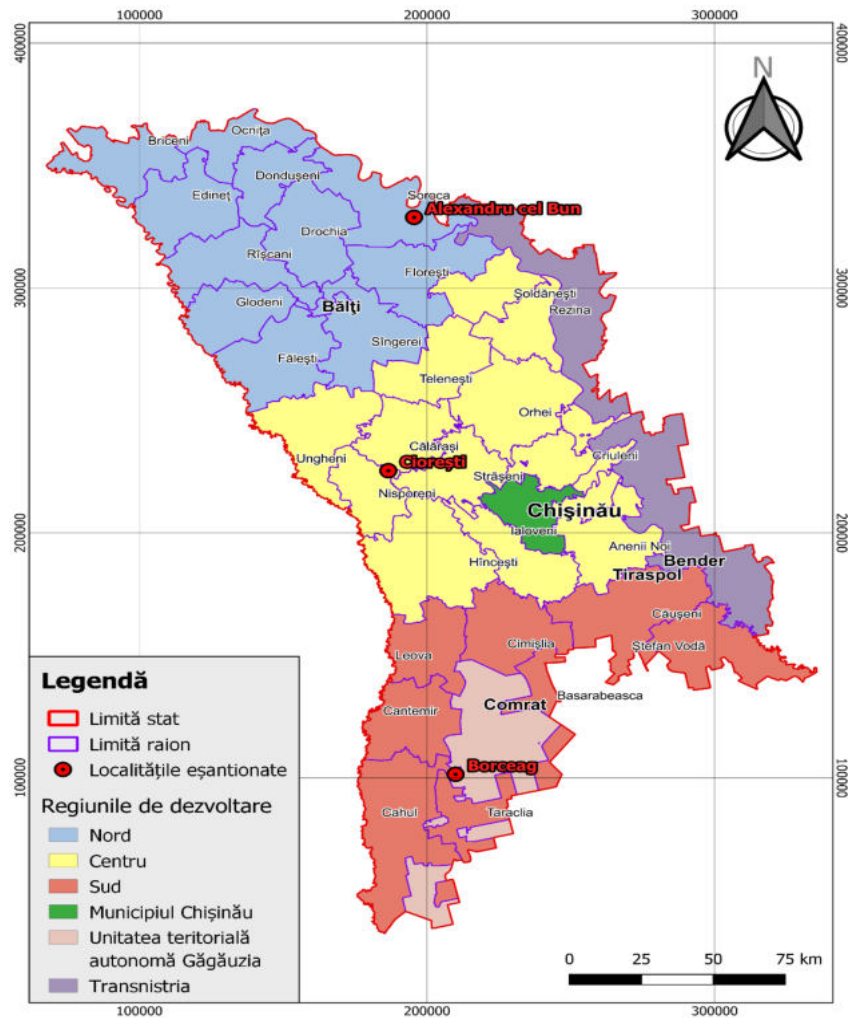 100000 200000 300000
400000 400000
N
Ocnița
Briceni
Dondușeni
Edineț
Soroca
Alexandru cel Bun
Drochia
Rîșcani
Florești
300000 300000
Șoldănești
Glodeni
Bălți
Rezina
Sîngerei
Fălești
Telenești
Orhei
Călărași
Ungheni
Ciorești
Criuleni
Strășeni
Nisporeni
Chișinău
200000 200000
Ialoveni
Anenii Noi
Hîncești
Bender
Tiraspol
Căușeni
Cimișlia
Ștefan Vodă
Leova
Basarabeasca
Cantemir
Comrat
Borceag
100000 100000
Cahul
Taraclia
Legendă
Limită stat
Limită raion
Localitățile eșantionate
Regiunile de dezvoltare
Nord
Centru
Sud
Municipiul Chișinău
Unitatea teritorială
autonomă Găgăuzia
Transnistria
0 25 50 75 km
100000 200000 300000